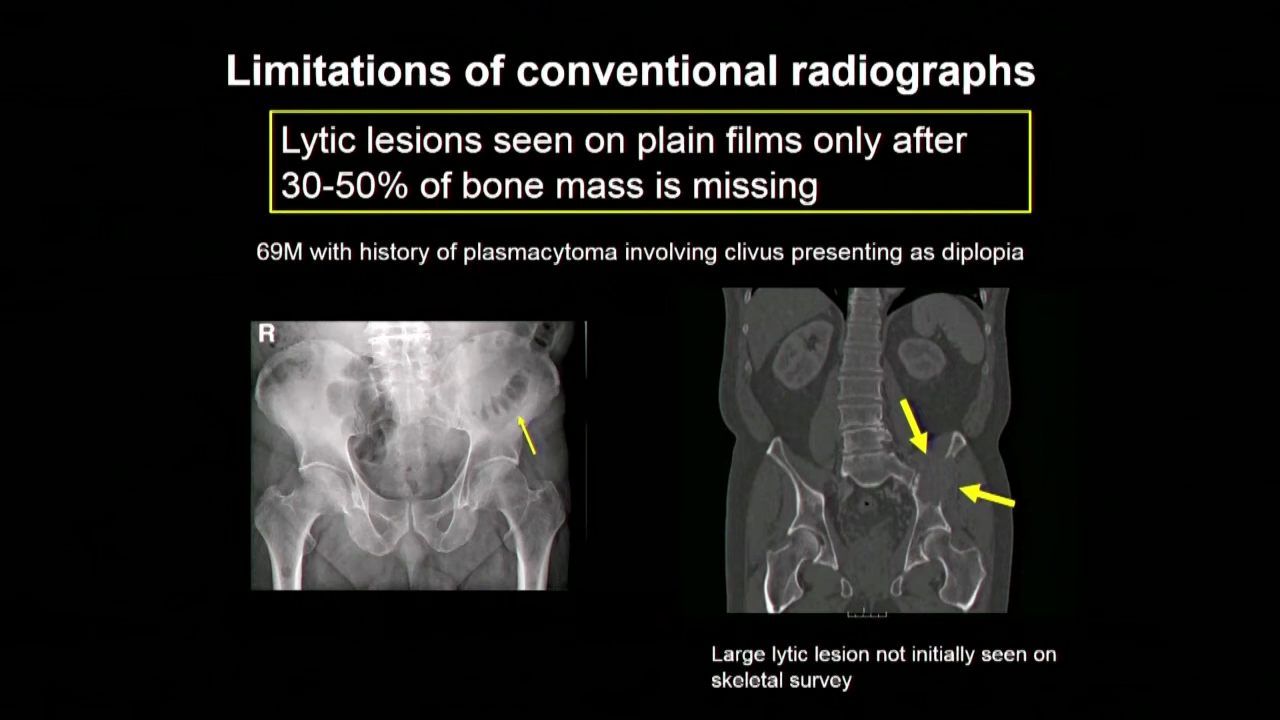 Limitations of conventional radiographs
Lytic lesions seen on plain films only after
30-50% of bone mass is missing
69M with history of plasmacytoma involving clivus presenting as diplopia
R
Large lytic lesion not initially seen on
skeletal survey